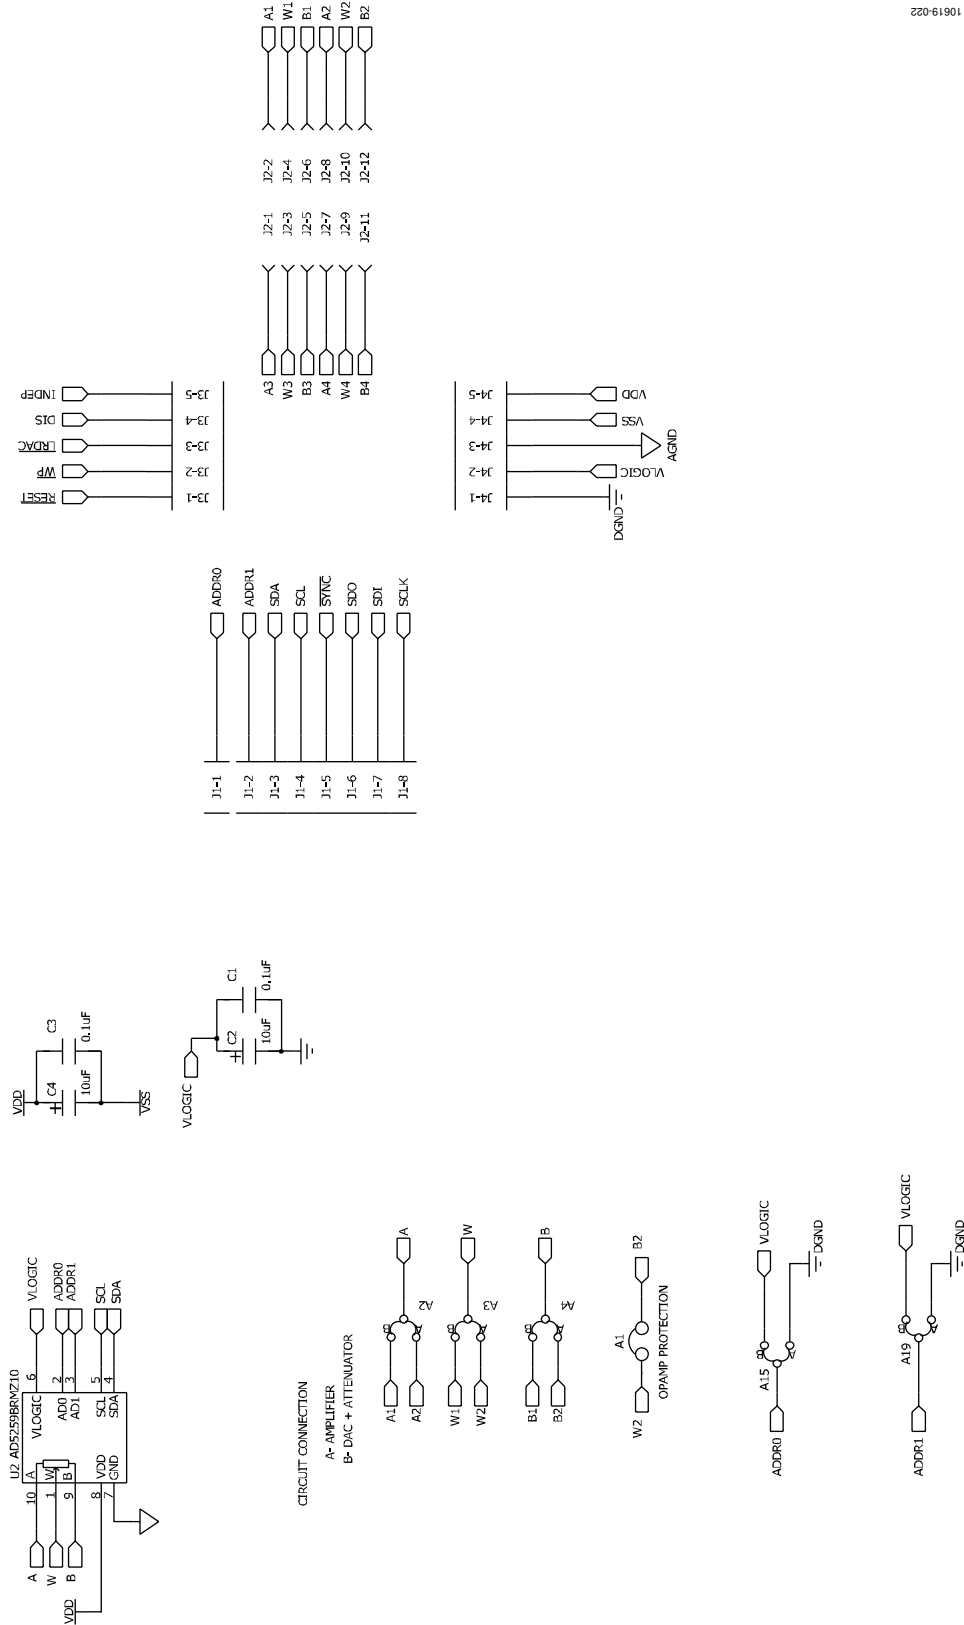 U2 AD5259BRMZ10
10 A
1 W
9 B
8 VDD
7 GND
VLOGIC 6
AD0 2
AD1 3
SCL 5
SDA 4
A
W
B
VDD
VLOGIC
ADDR0
ADDR1
SCL
SDA
VDD
C4
10uF
C3
0.1uF
VSS
VLOGIC
C2
10uF
C1
0.1uF
CIRCUIT CONNECTION
A- AMPLIFIER
B- DAC + ATTENUATOR
A1
A2
B
A
A2
A
W1
W2
B
A
A3
W
B1
B2
B
A
A4
B
W2
A1
B2
OPAMP PROTECTION
ADDR0
A15
B
A
VLOGIC
DGND
ADDR1
A19
B
A
VLOGIC
DGND
J1-1 ADDR0
J1-2 ADDR1
J1-3 SDA
J1-4 SCL
J1-5 SYNC
J1-6 SDO
J1-7 SDI
J1-8 SCLK
J3-5 INDEP
J3-4 DIS
J3-3 LRDAC
J3-2 WP
J3-1 RESET
J4-5 VDD
J4-4 VSS
J4-3 AGND
J4-2 VLOGIC
J4-1 DGND
A3 J2-1 J2-2 A1
W3 J2-3 J2-4 W1
B3 J2-5 J2-6 B1
A4 J2-7 J2-8 A2
W4 J2-9 J2-10 W2
B4 J2-11 J2-12 B2
10619-022